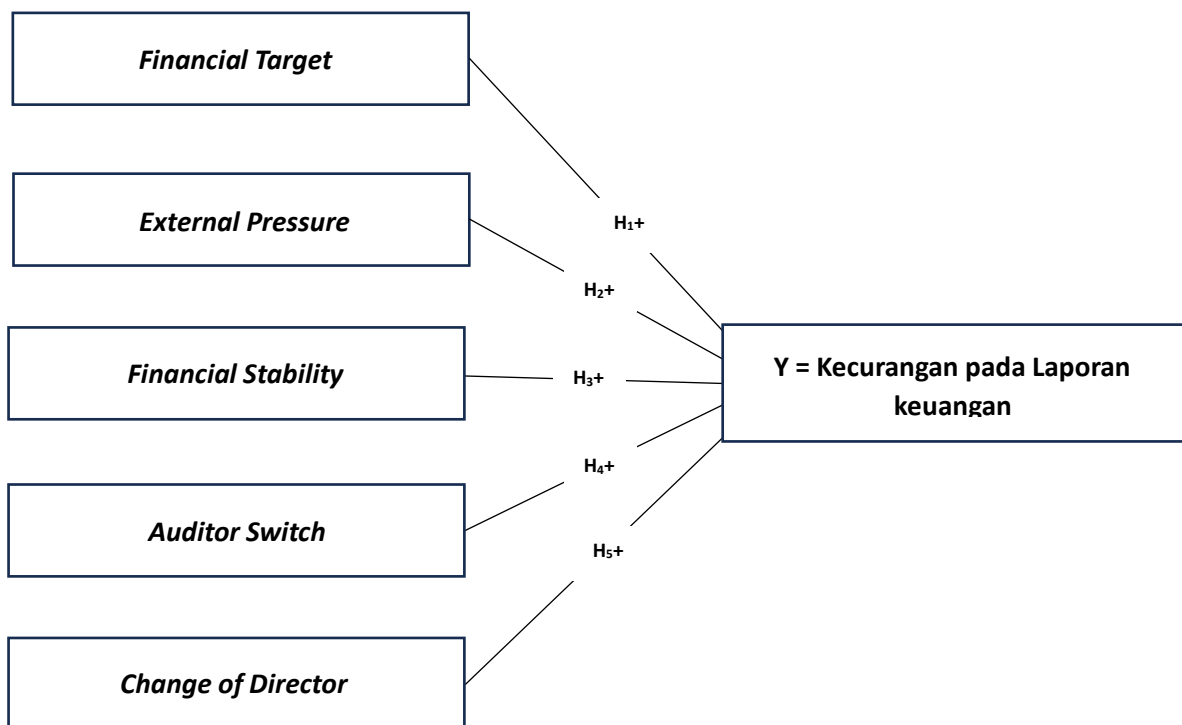 Financial Target
External Pressure
Financial Stability
Auditor Switch
Change of Director
H₁+
H₂+
H₃+
H₄+
H₅+
Y = Kecurangan pada Laporan
keuangan